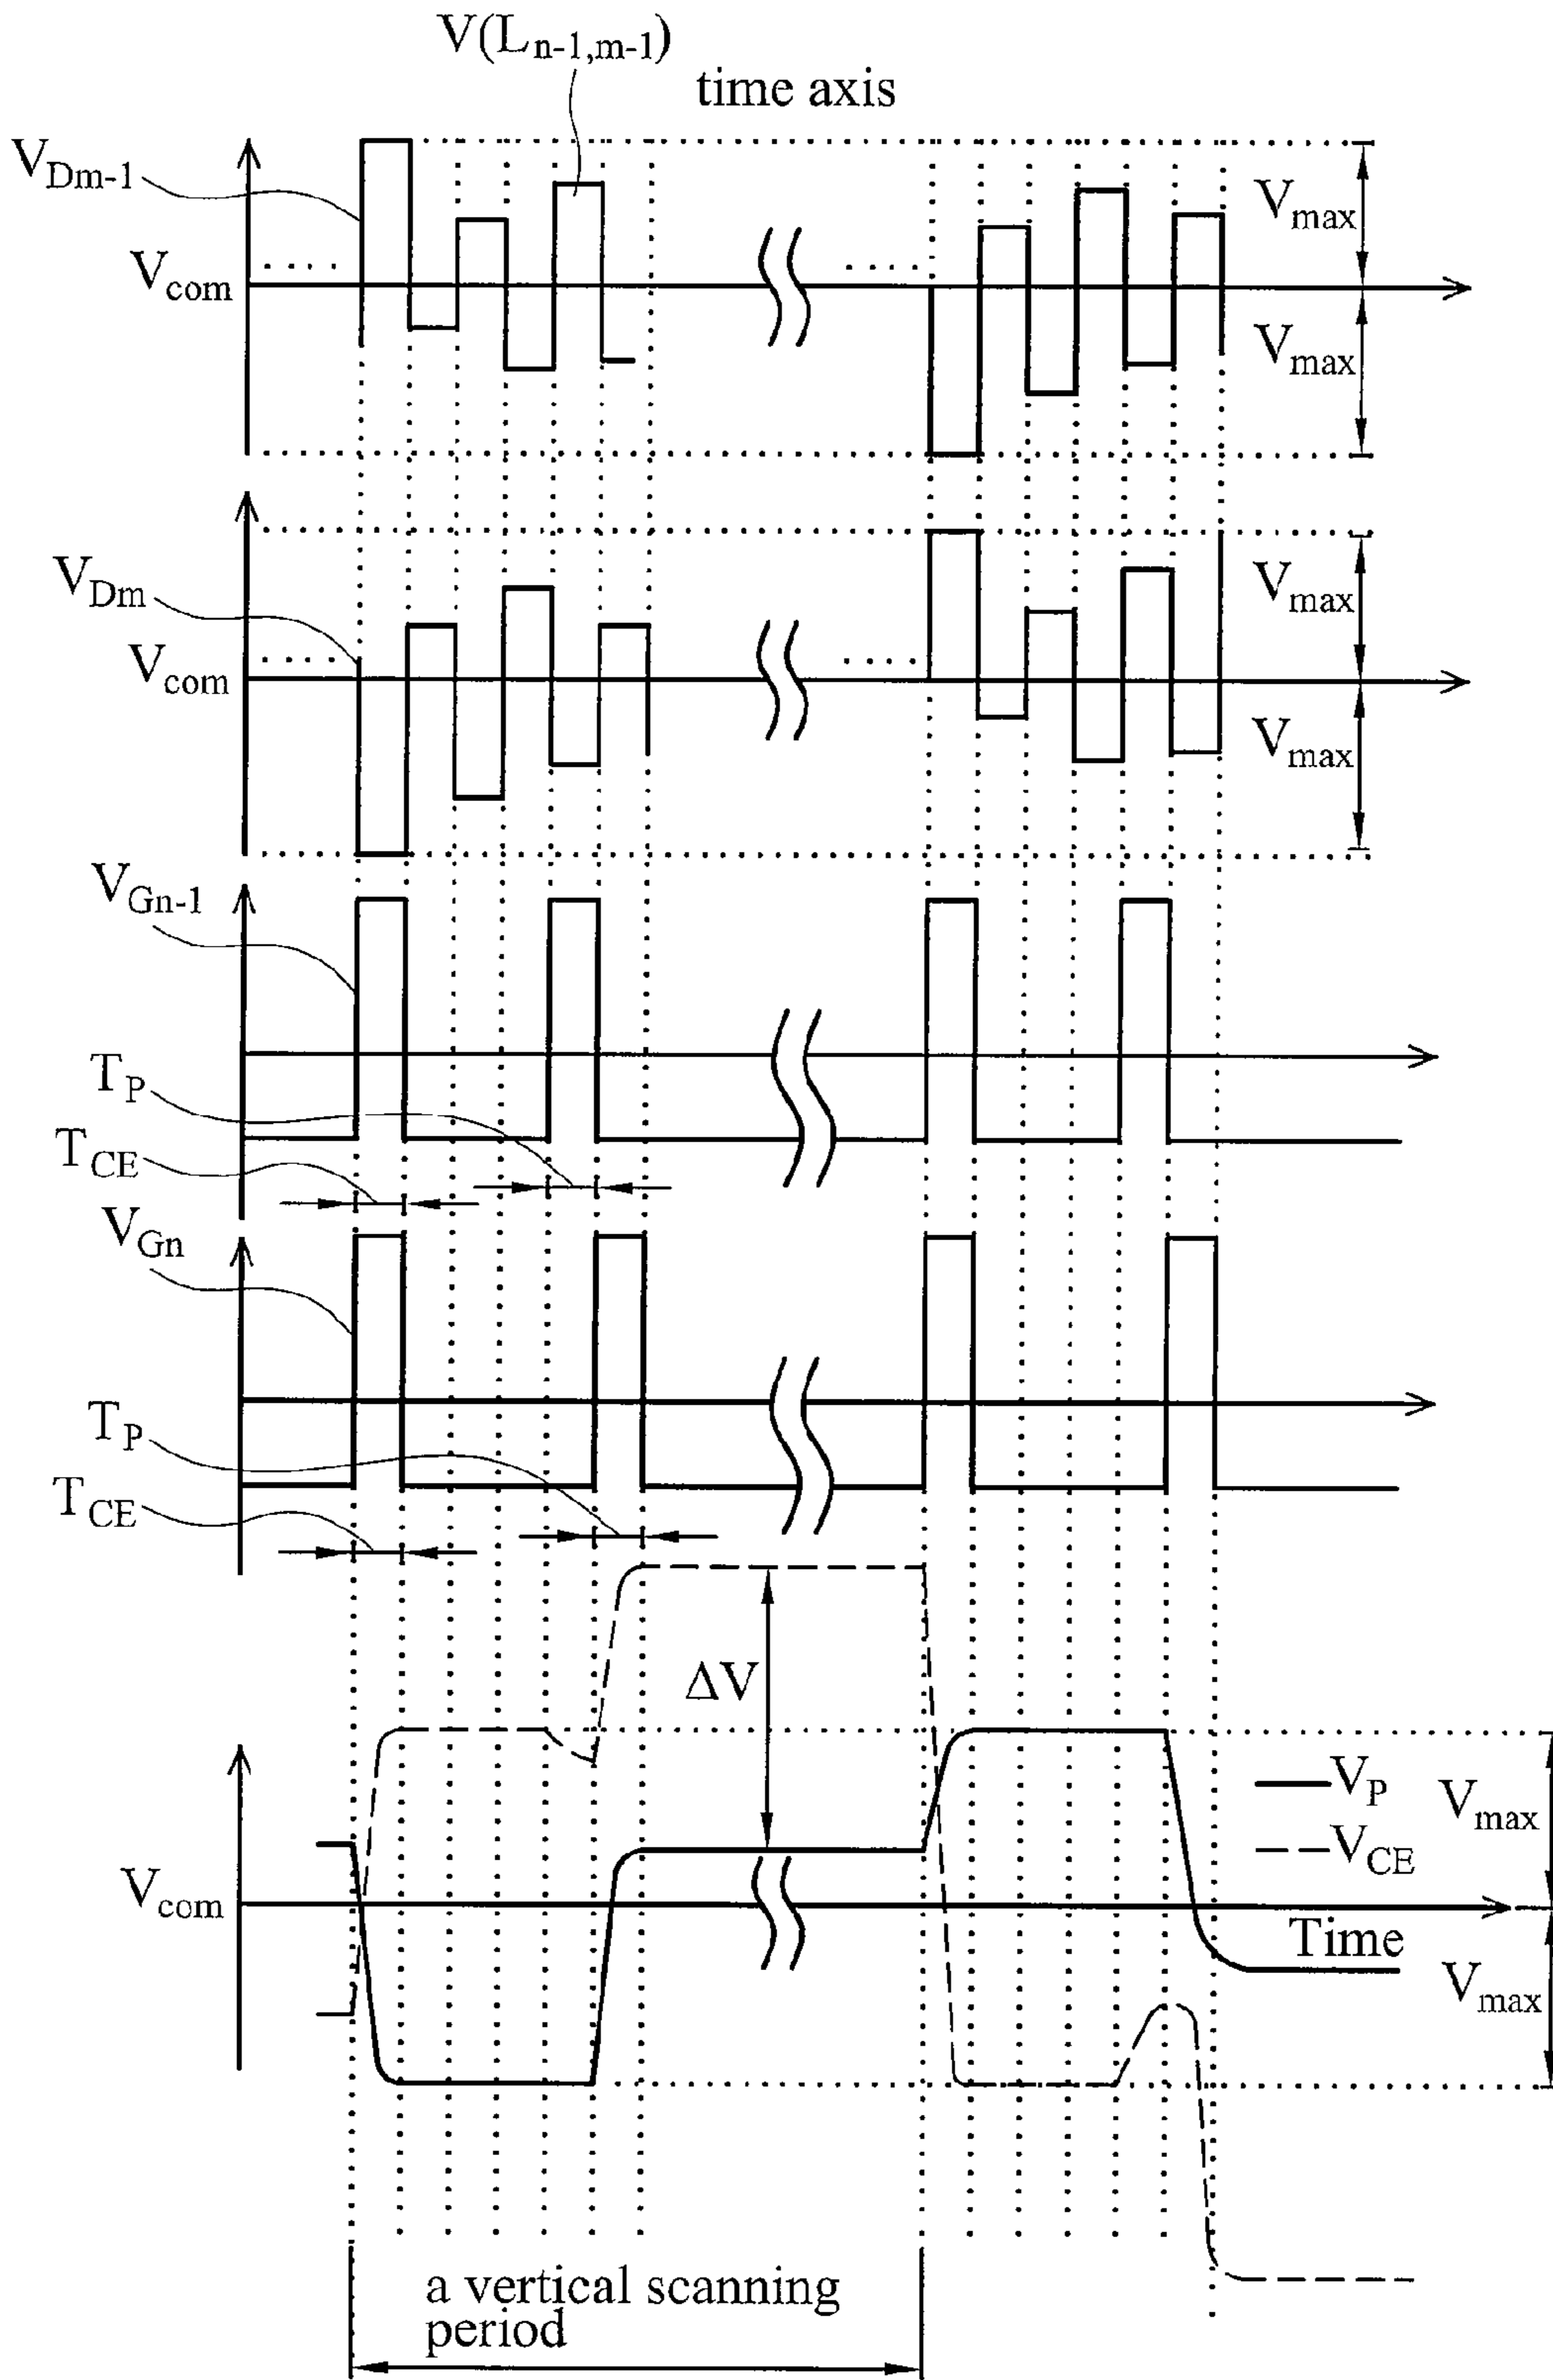 V(Ln-1,m-1)
time axis
VDm-1
Vmax
Vcom
Vmax
VDm
Vmax
Vcom
Vmax
VGn-1
TP
TCE
VGn
TP
TCE
ΔV
VP
Vmax
VCE
Vcom
Time
Vmax
a vertical scanning
period